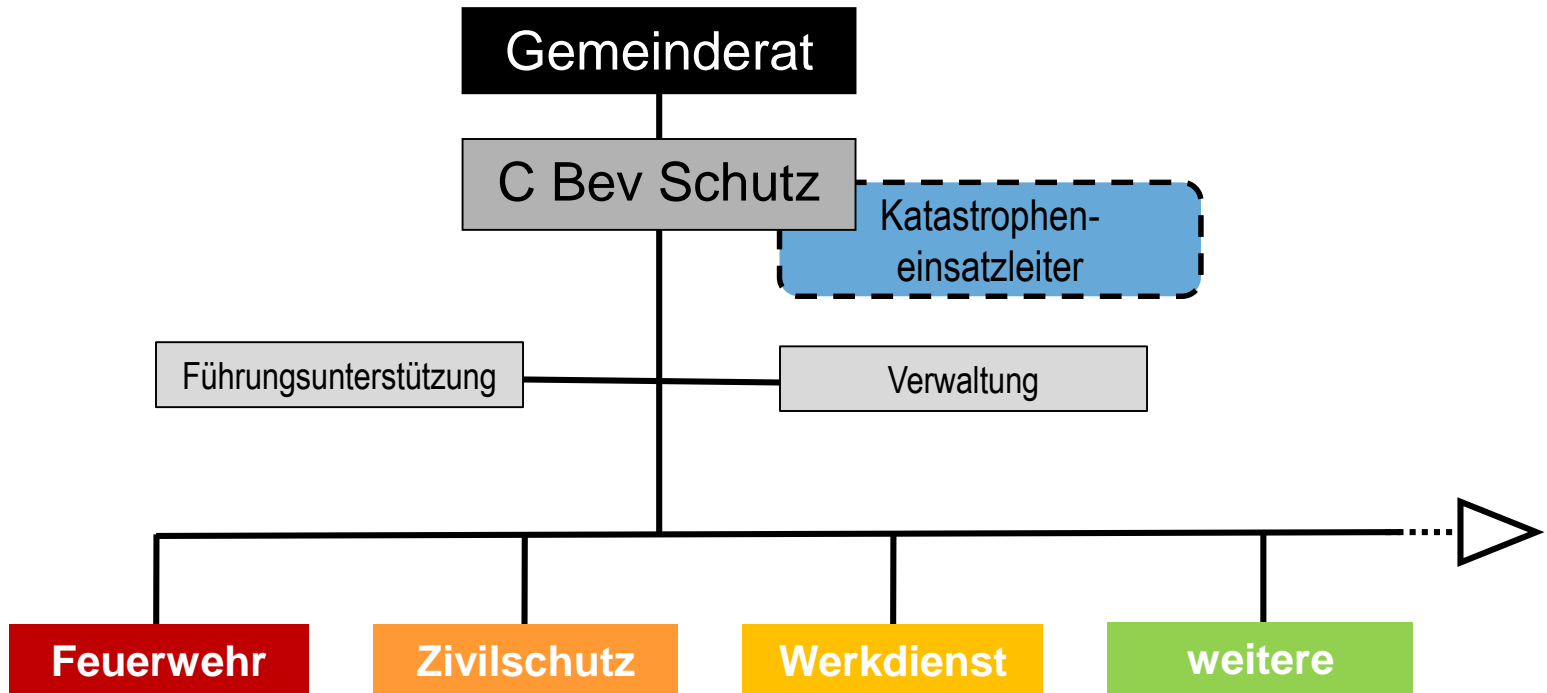 Gemeinderat
C Bev Schutz
Katastrophen-
einsatzleiter
Führungsunterstützung
Verwaltung
Feuerwehr
Zivilschutz
Werkdienst
weitere